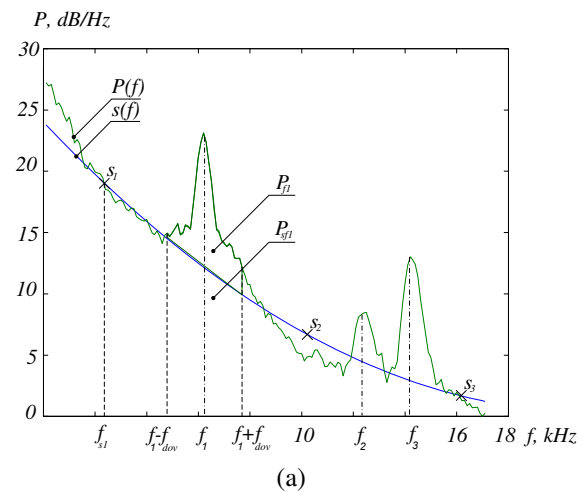 P, dB/Hz
30
P(f)
25
s(f)
20
s1
Pf1
15
Psf1
10
s2
5
s3
0
fs1 f1-fdov f1 f1+fdov 10 f2 f3 16 18 f, kHz
(a)